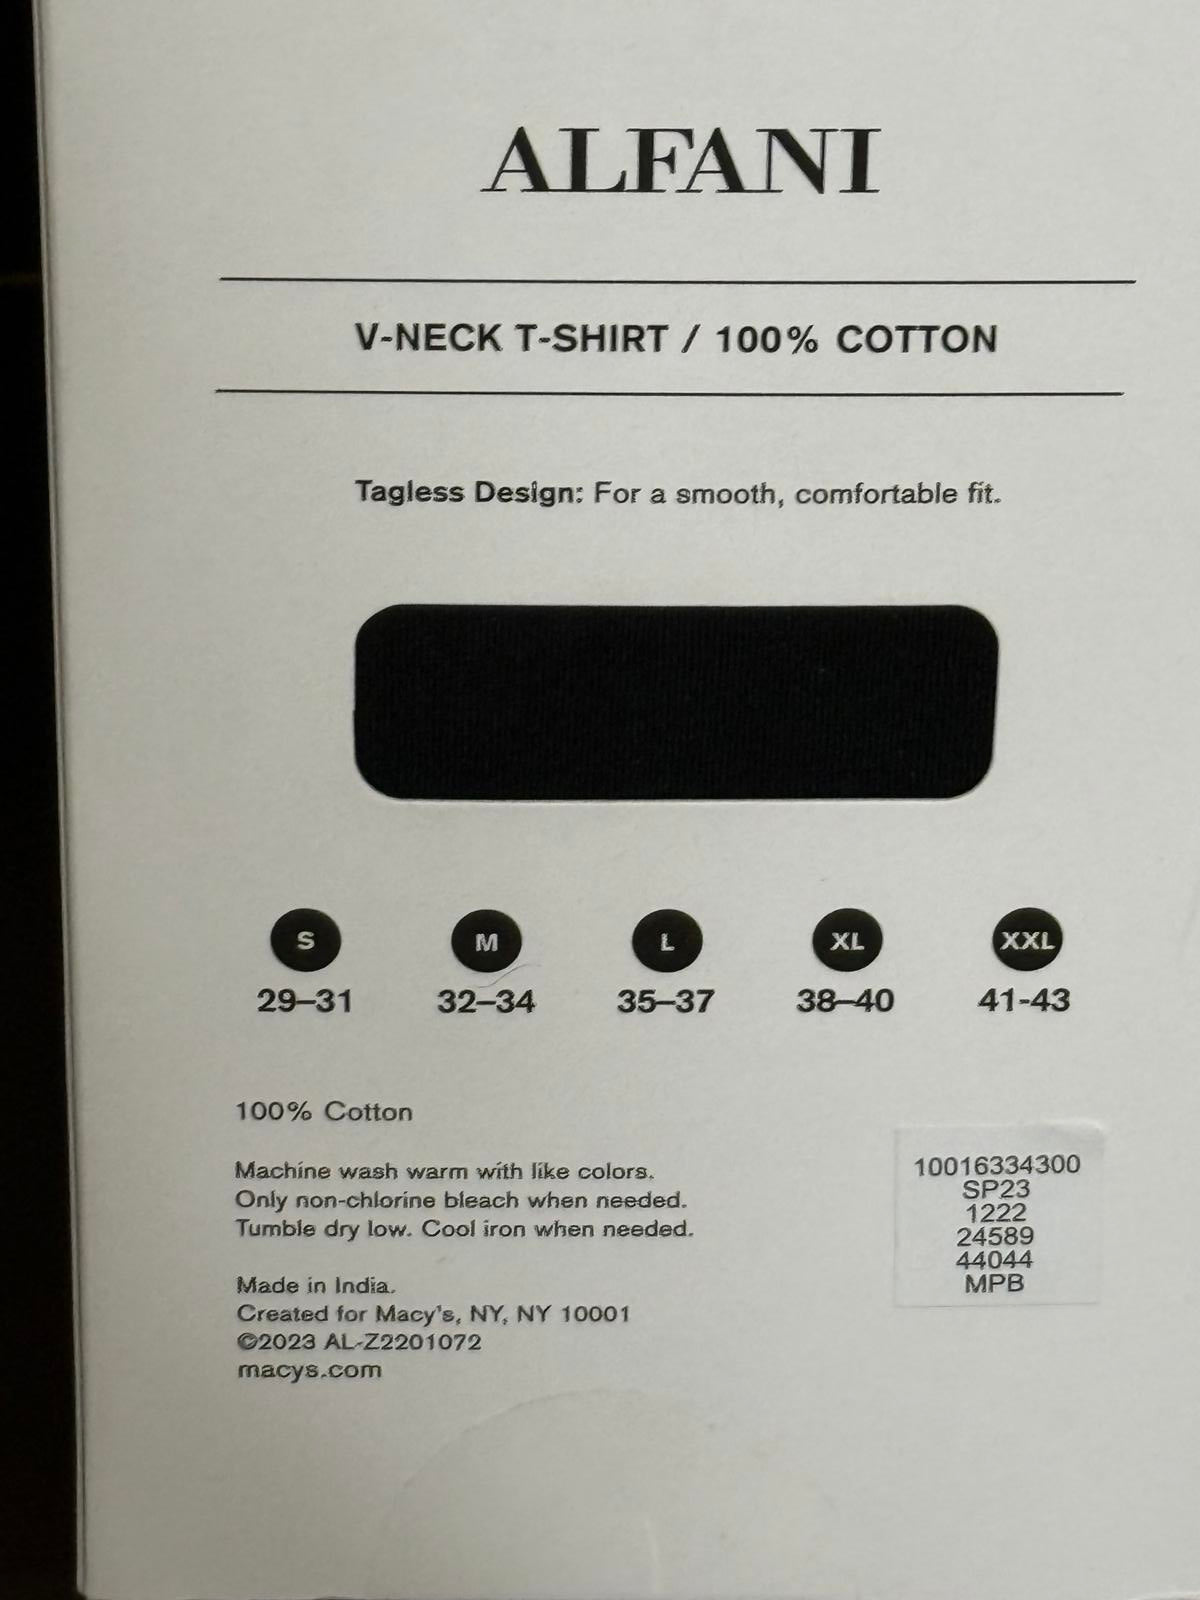 ALFANI
V-NECK T-SHIRT / 100% COTTON
Tagless Design: For a smooth, comfortable fit.
S M L XL XXL
29–31 32–34 35–37 38–40 41-43
100% Cotton
Machine wash warm with like colors.
Only non-chlorine bleach when needed.
Tumble dry low. Cool iron when needed.
Made in India.
Created for Macy's, NY, NY 10001
©2023 AL-Z2201072
macys.com
10016334300
SP23
1222
24589
44044
MPB